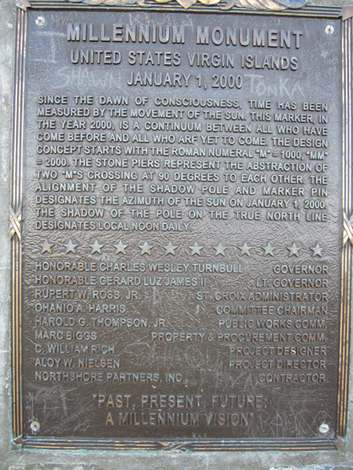 MILLENNIUM MONUMENT
UNITED STATES VIRGIN ISLANDS
JANUARY 1, 2000
SHAWN TONKA
SINCE THE DAWN OF CONSCIOUSNESS, TIME HAS BEEN
MEASURED BY THE MOVEMENT OF THE SUN. THIS MARKER, IN
THE YEAR 2000, IS A CONTINUUM BETWEEN ALL WHO HAVE
COME BEFORE AND ALL WHO ARE YET TO COME. THE DESIGN
CONCEPT STARTS WITH THE ROMAN NUMERAL "M" = 1000, "MM"
= 2000. THE STONE PIERS REPRESENT THE ABSTRACTION OF
TWO "M"S CROSSING AT 90 DEGREES TO EACH OTHER. THE
ALIGNMENT OF THE SHADOW POLE AND MARKER PIN
DESIGNATES THE AZIMUTH OF THE SUN ON JANUARY 1, 2000.
THE SHADOW OF THE POLE ON THE TRUE NORTH LINE
DESIGNATES LOCAL NOON DAILY.
HONORABLE CHARLES WESLEY TURNBULL GOVERNOR
HONORABLE GERARD LUZ JAMES II LT. GOVERNOR
RUPERT W. ROSS, JR. ST. CROIX ADMINISTRATOR
OHANIO A. HARRIS COMMITTEE CHAIRMAN
HAROLD G. THOMPSON, JR. PUBLIC WORKS COMM.
MARC BIGGS PROPERTY & PROCUREMENT COMM.
C. WILLIAM RICH PROJECT DESIGNER
ALOY W. NIELSEN PROJECT DIRECTOR
NORTHSHORE PARTNERS, INC. CONTRACTOR
"PAST, PRESENT, FUTURE;
A MILLENNIUM VISION"